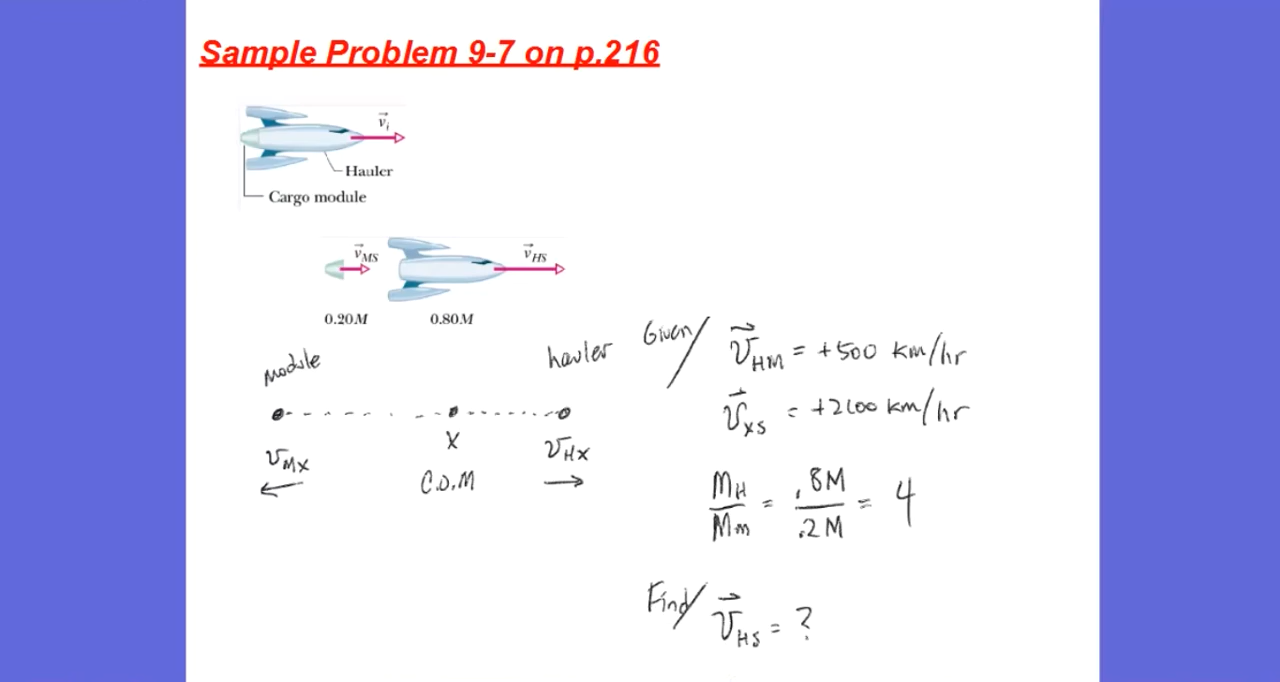 Sample Problem 9-7 on p.216
v⃗i
Hauler
Cargo module
v⃗MS
v⃗HS
0.20M
0.80M
module
hauler
Given/
v⃗HM = +500 km/hr
v⃗XS = +2100 km/hr
X
vMX
vHX
C.O.M
MH/Mm = .8M/.2M = 4
Find/ v⃗HS = ?